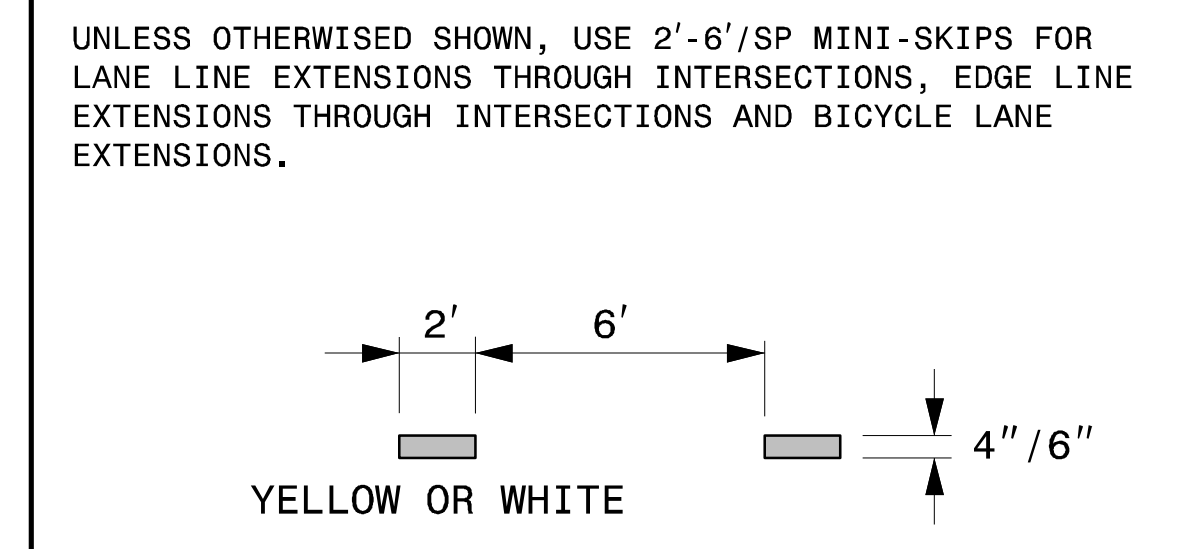 UNLESS OTHERWISED SHOWN, USE 2'-6'/SP MINI-SKIPS FOR
LANE LINE EXTENSIONS THROUGH INTERSECTIONS, EDGE LINE
EXTENSIONS THROUGH INTERSECTIONS AND BICYCLE LANE
EXTENSIONS.
2' 6'
4"/6"
YELLOW OR WHITE